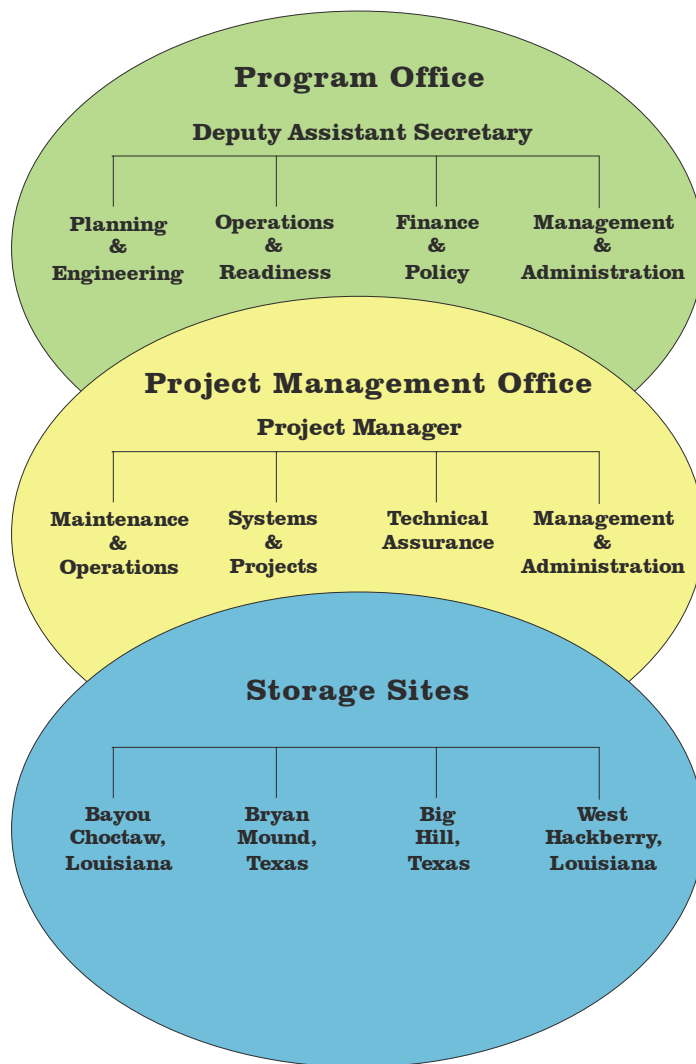 Program Office
Deputy Assistant Secretary
Planning
&
Engineering
Operations
&
Readiness
Finance
&
Policy
Management
&
Administration
Project Management Office
Project Manager
Maintenance
&
Operations
Systems
&
Projects
Technical
Assurance
Management
&
Administration
Storage Sites
Bayou
Choctaw,
Louisiana
Bryan
Mound,
Texas
Big
Hill,
Texas
West
Hackberry,
Louisiana